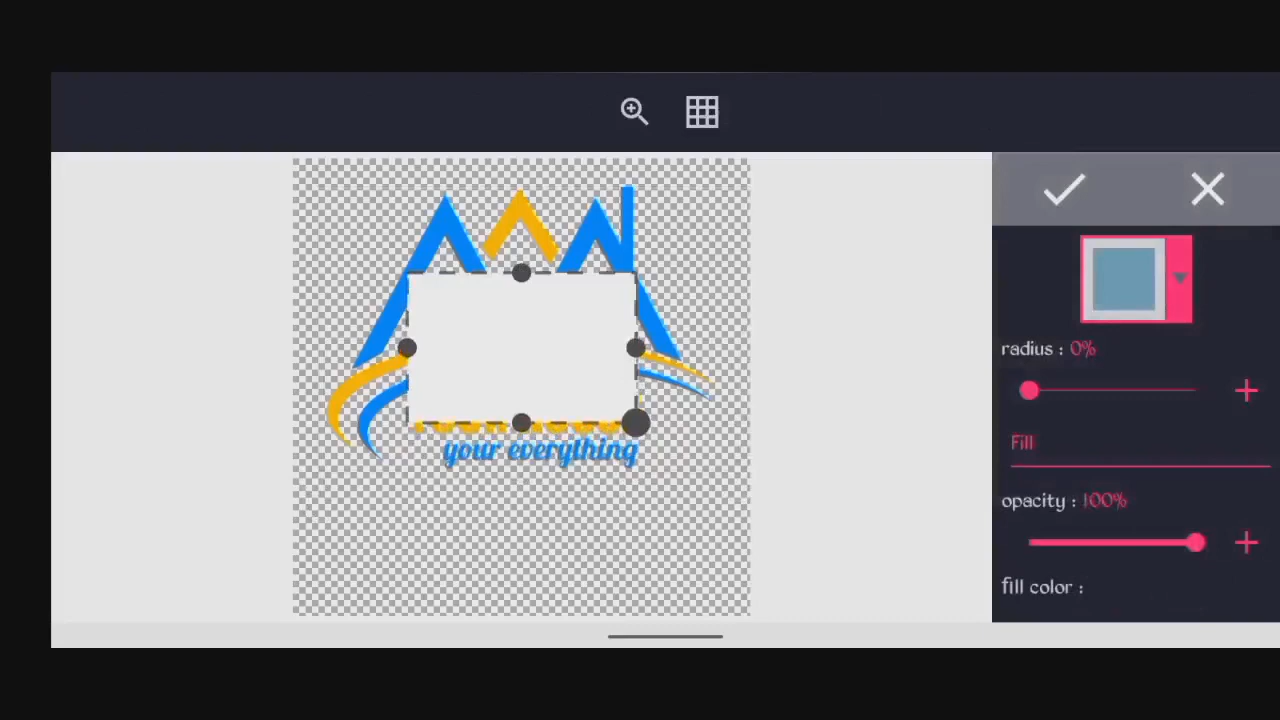 radius : 0%
Fill
opacity : 100%
your everything
fill color :